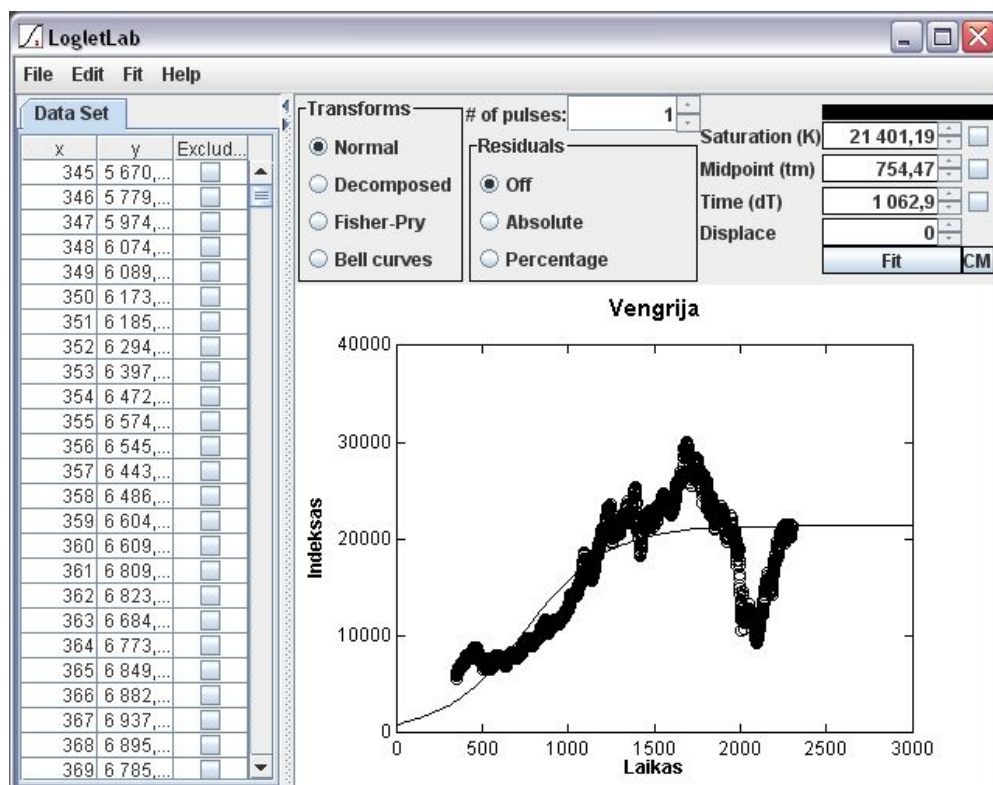 LogletLab
File Edit Fit Help
Data Set
x y Exclud...
345 5 670,...
346 5 779,...
347 5 974,...
348 6 074,...
349 6 089,...
350 6 173,...
351 6 185,...
352 6 294,...
353 6 397,...
354 6 472,...
355 6 574,...
356 6 545,...
357 6 443,...
358 6 486,...
359 6 604,...
360 6 609,...
361 6 809,...
362 6 823,...
363 6 684,...
364 6 773,...
365 6 849,...
366 6 882,...
367 6 937,...
368 6 895,...
369 6 785,...
Transforms
Normal
Decomposed
Fisher-Pry
Bell curves
# of pulses: 1
Residuals
Off
Absolute
Percentage
Saturation (K) 21 401,19
Midpoint (tm) 754,47
Time (dT) 1 062,9
Displace 0
Fit CM
Vengrija
40000
30000
20000
10000
0
Indeksas
0 500 1000 1500 2000 2500 3000
Laikas